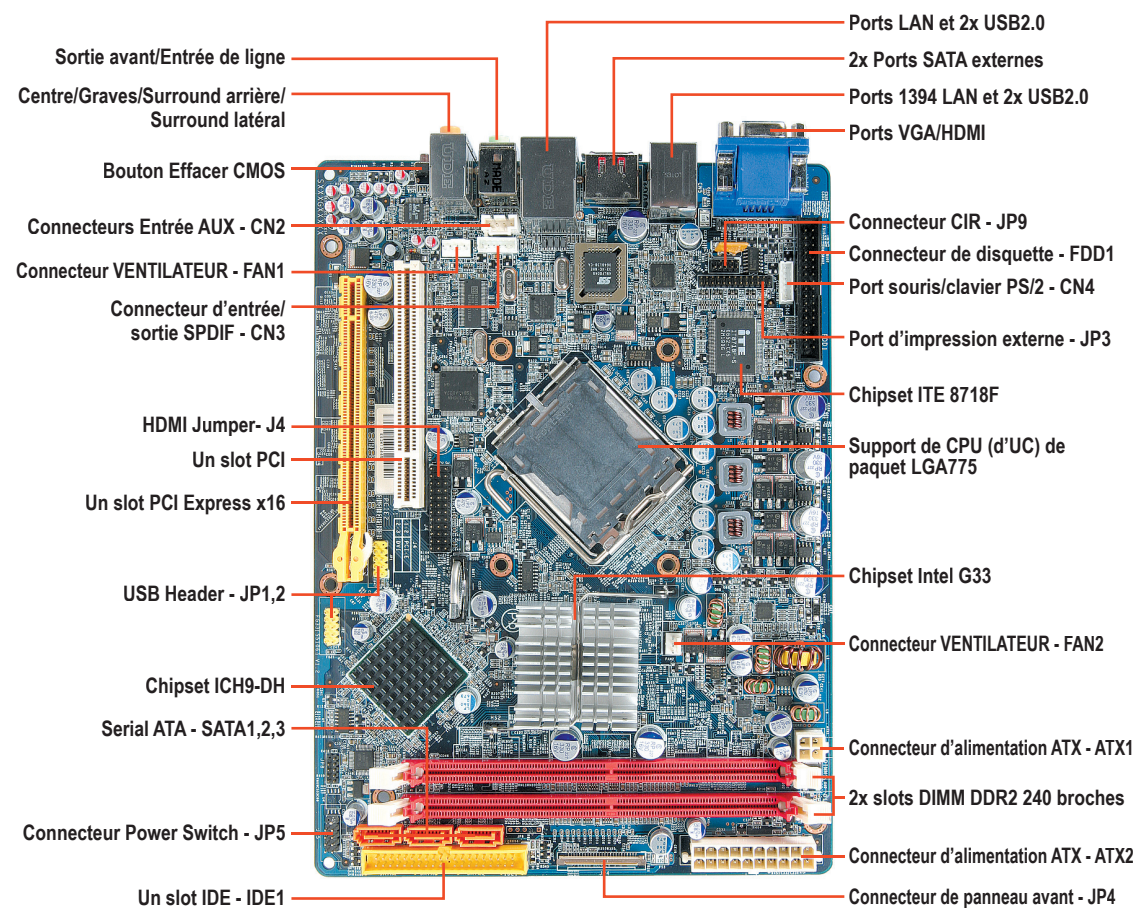 Sortie avant/Entrée de ligne
Centre/Graves/Surround arrière/
Surround latéral
Bouton Effacer CMOS
Connecteurs Entrée AUX - CN2
Connecteur VENTILATEUR - FAN1
Connecteur d'entrée/
sortie SPDIF - CN3
HDMI Jumper- J4
Un slot PCI
Un slot PCI Express x16
USB Header - JP1,2
Chipset ICH9-DH
Serial ATA - SATA1,2,3
Connecteur Power Switch - JP5
Un slot IDE - IDE1
Ports LAN et 2x USB2.0
2x Ports SATA externes
Ports 1394 LAN et 2x USB2.0
Ports VGA/HDMI
Connecteur CIR - JP9
Connecteur de disquette - FDD1
Port souris/clavier PS/2 - CN4
Port d'impression externe - JP3
Chipset ITE 8718F
Support de CPU (d'UC) de
paquet LGA775
Chipset Intel G33
Connecteur VENTILATEUR - FAN2
Connecteur d'alimentation ATX - ATX1
2x slots DIMM DDR2 240 broches
Connecteur d'alimentation ATX - ATX2
Connecteur de panneau avant - JP4